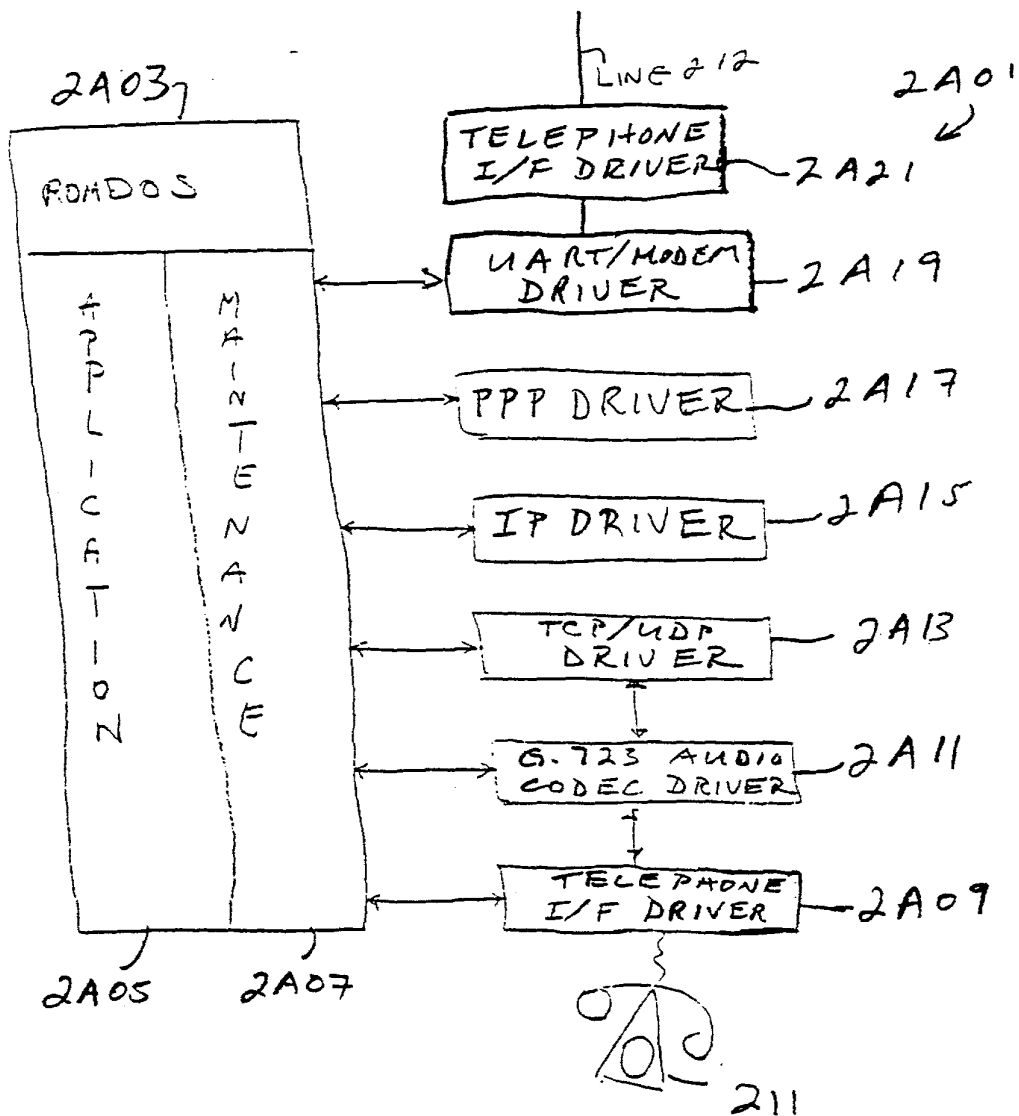 LINE 212
2A01
2A03
TELEPHONE
I/F DRIVER
2A21
ROMDOS
UART/MODEM
DRIVER
2A19
APPLICATION
MAINTENANCE
PPP DRIVER
2A17
IP DRIVER
2A15
TCP/UDP
DRIVER
2A13
G.723 AUDIO
CODEC DRIVER
2A11
TELEPHONE
I/F DRIVER
2A09
2A05
2A07
211